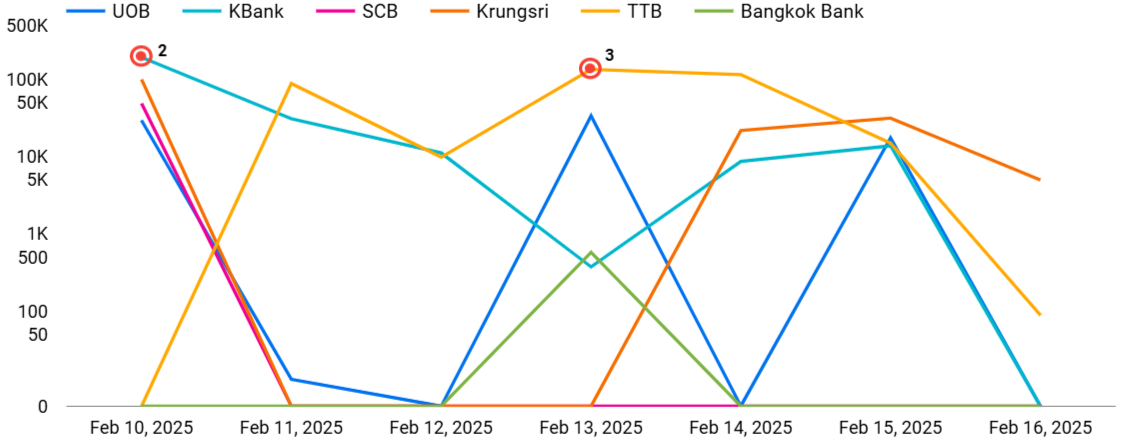 UOB KBank SCB Krungsri TTB Bangkok Bank
500K
100K
50K
10K
5K
1K
500
100
50
0
2
3
Feb 10, 2025 Feb 11, 2025 Feb 12, 2025 Feb 13, 2025 Feb 14, 2025 Feb 15, 2025 Feb 16, 2025